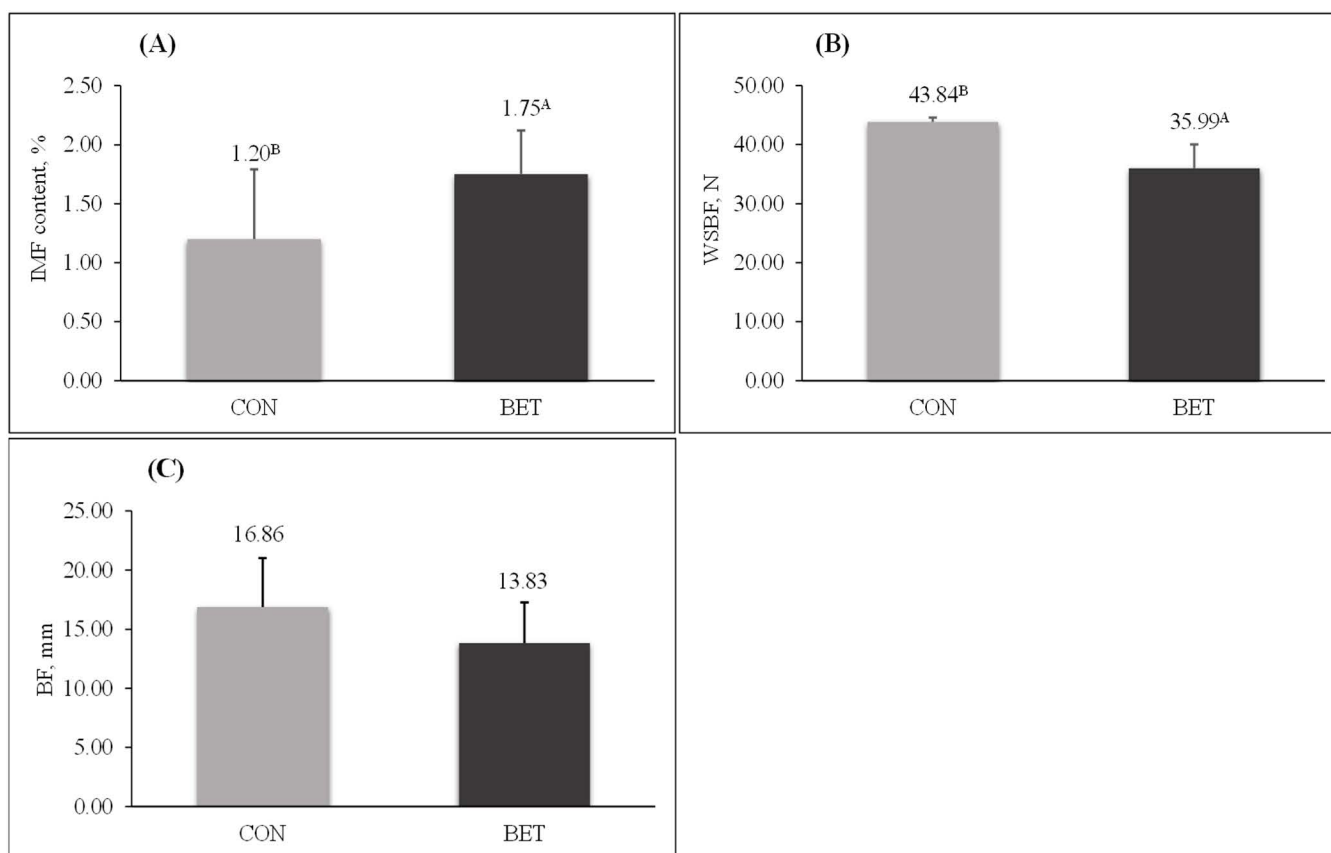 (A)
IMF content, %
2.50
2.00
1.50
1.00
0.50
0.00
1.20ᴮ
1.75ᴬ
CON
BET
(B)
WSBF, N
50.00
40.00
30.00
20.00
10.00
0.00
43.84ᴮ
35.99ᴬ
CON
BET
(C)
BF, mm
25.00
20.00
15.00
10.00
5.00
0.00
16.86
13.83
CON
BET